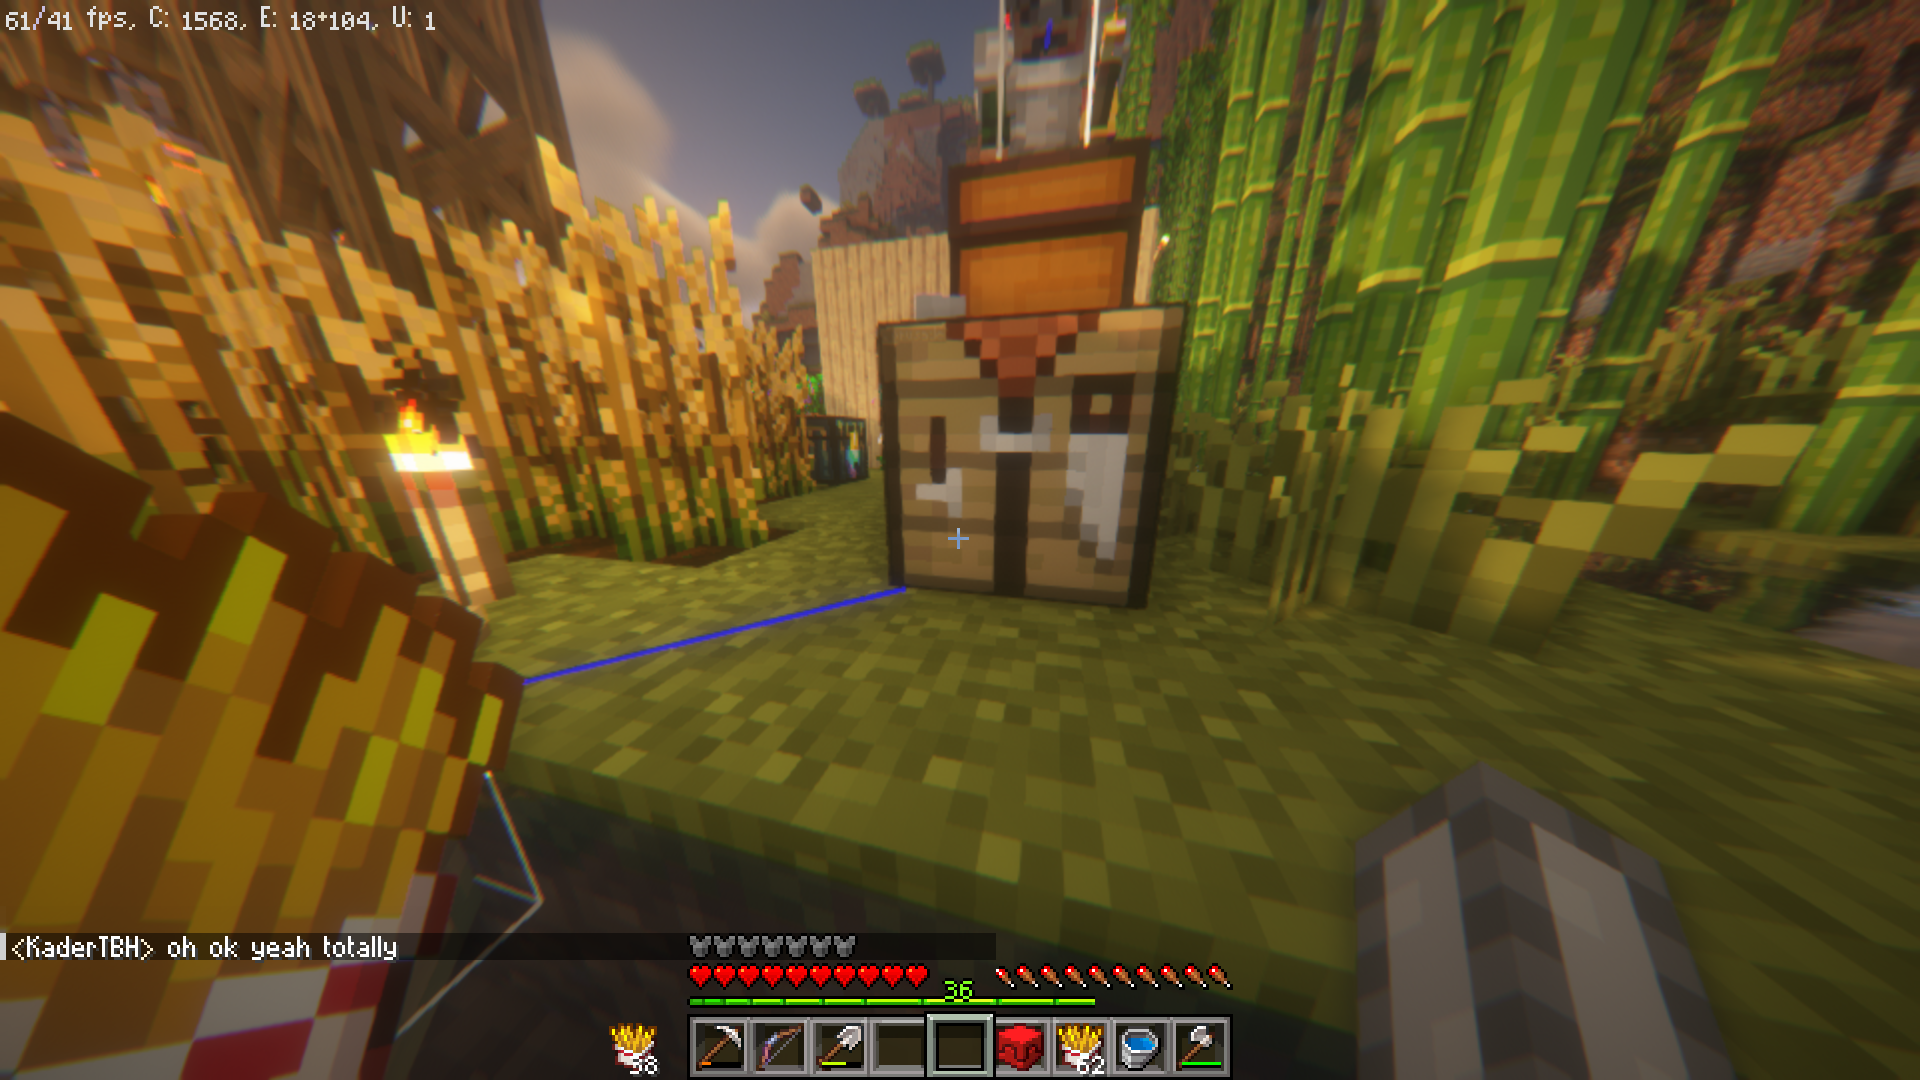 61/41 fps, C: 1568, E: 18+104, U: 1
<KaderTBH> oh ok yeah totally
36
58
62